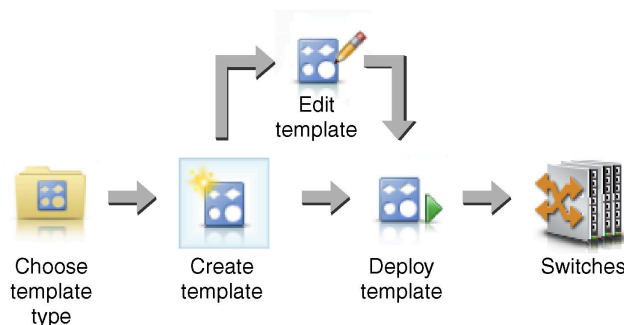 Edit
template
Choose
template
type
Create
template
Deploy
template
Switches